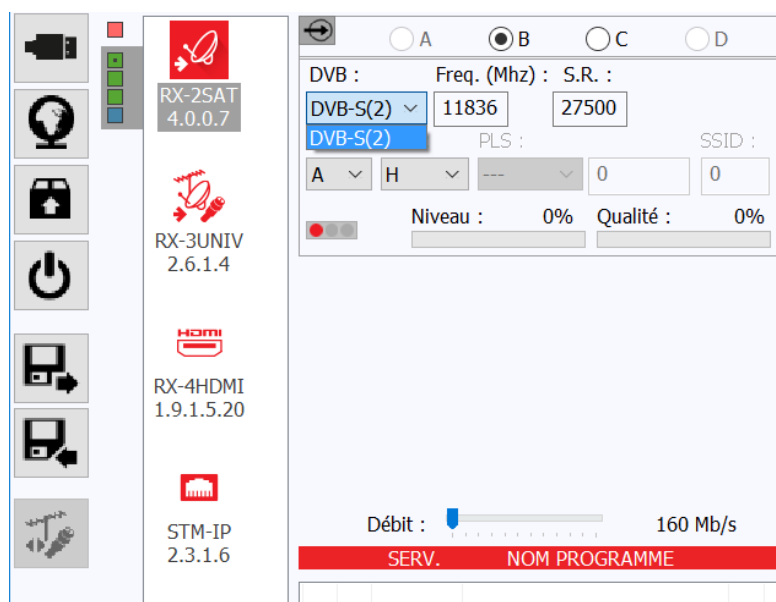 A B C D
DVB : Freq. (Mhz) : S.R. :
DVB-S(2) 11836 27500
DVB-S(2) PLS : SSID :
A H --- 0 0
Niveau : 0% Qualité : 0%
RX-2SAT
4.0.0.7
RX-3UNIV
2.6.1.4
HDMI
RX-4HDMI
1.9.1.5.20
STM-IP
2.3.1.6
Débit : 160 Mb/s
SERV. NOM PROGRAMME